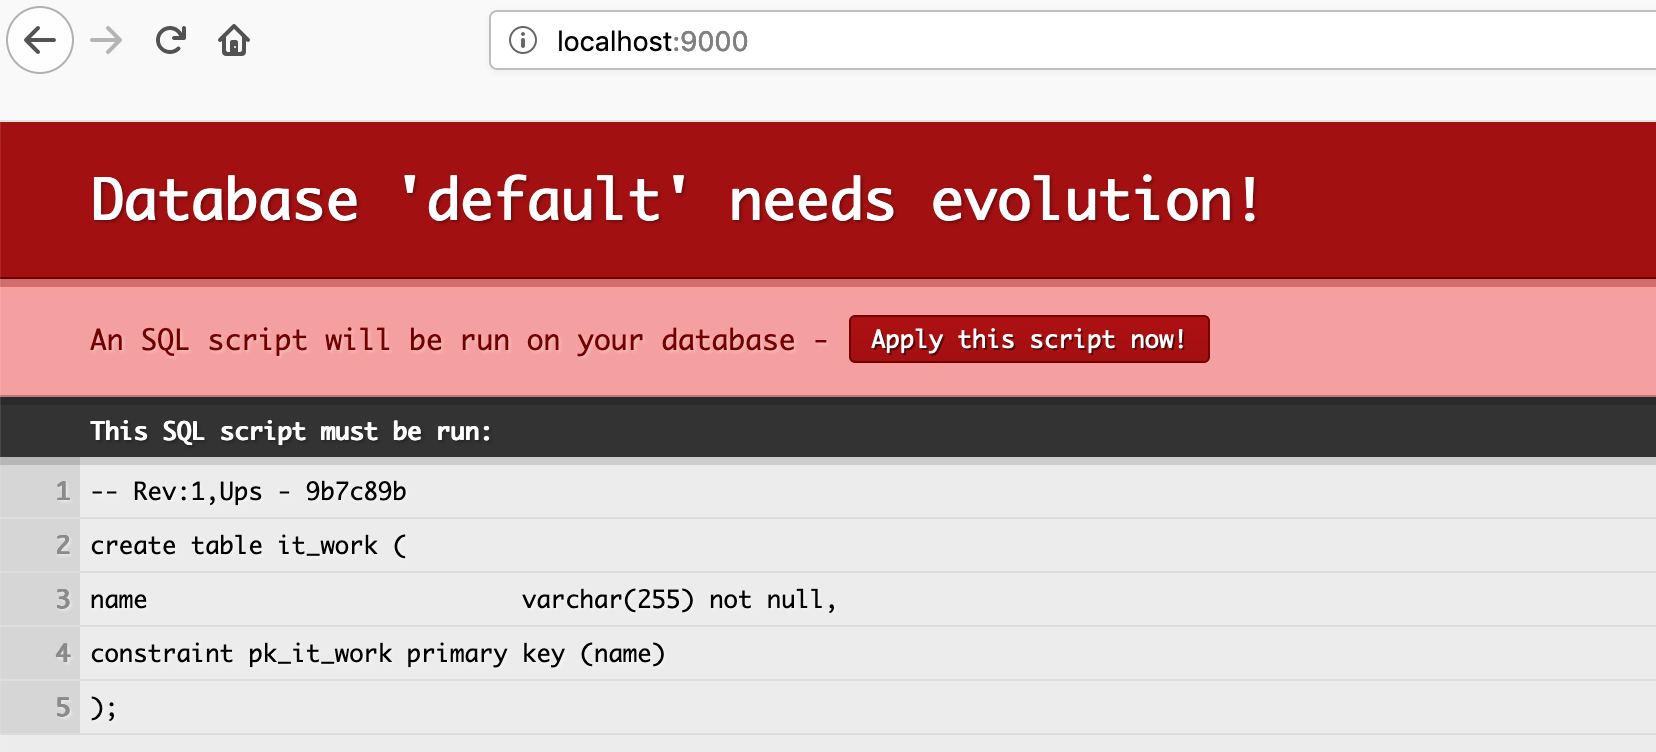 localhost:9000
Database 'default' needs evolution!
An SQL script will be run on your database - Apply this script now!
This SQL script must be run:
1 -- Rev:1,Ups - 9b7c89b
2 create table it_work (
3 name                          varchar(255) not null,
4 constraint pk_it_work primary key (name)
5 );